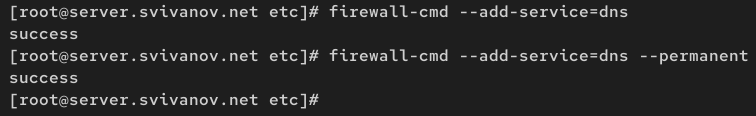 [root@server.svivanov.net etc]# firewall-cmd --add-service=dns
success
[root@server.svivanov.net etc]# firewall-cmd --add-service=dns --permanent
success
[root@server.svivanov.net etc]#